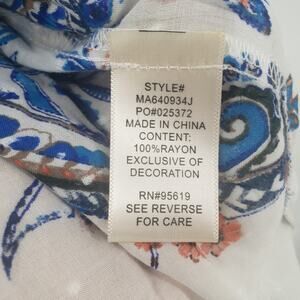 STYLE#
MA640934J
PO#025372
MADE IN CHINA
CONTENT:
100%RAYON
EXCLUSIVE OF
DECORATION
RN#95619
SEE REVERSE
FOR CARE